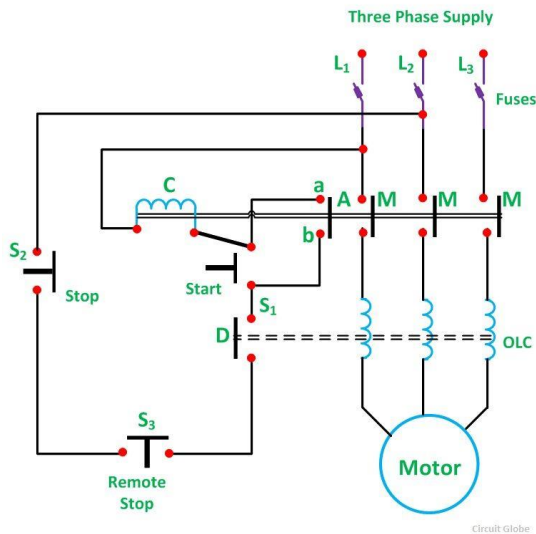 Three Phase Supply
L₁
L₂
L₃
Fuses
C
a
A
M
M
M
b
S₂
Stop
Start
S₁
D
OLC
S₃
Remote
Stop
Motor
Circuit Globe